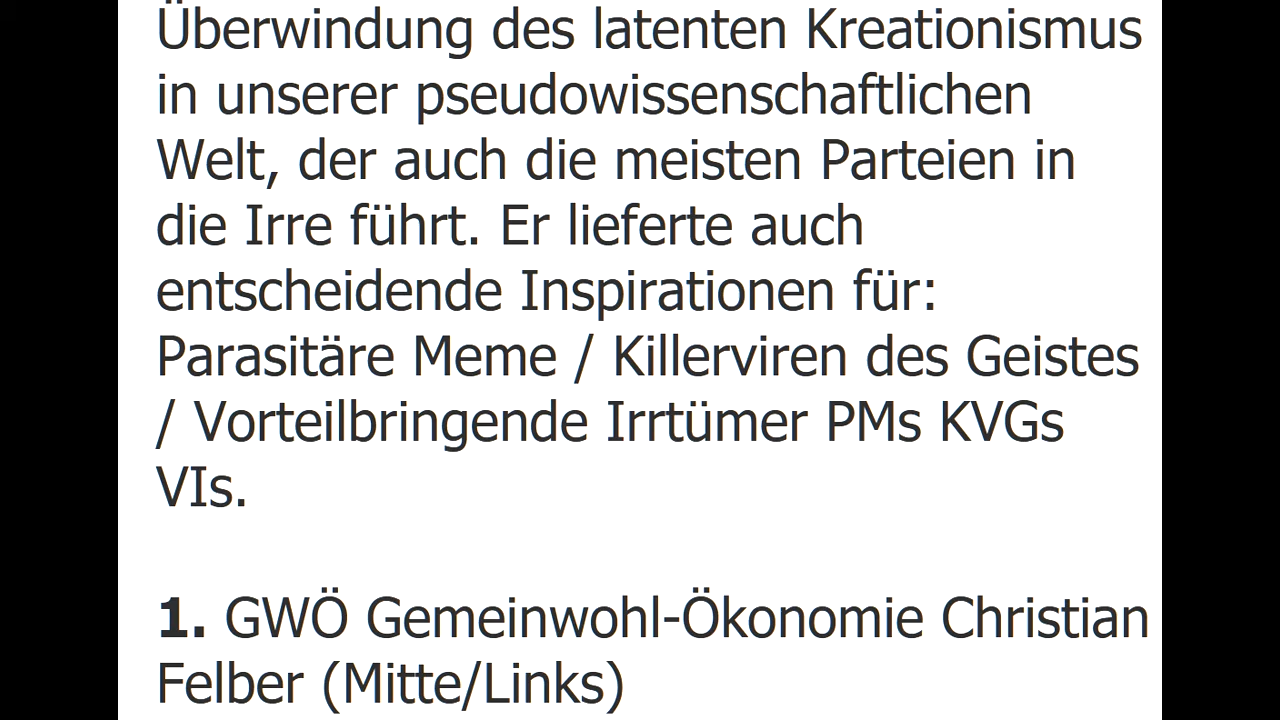 Überwindung des latenten Kreationismus
in unserer pseudowissenschaftlichen
Welt, der auch die meisten Parteien in
die Irre führt. Er lieferte auch
entscheidende Inspirationen für:
Parasitäre Meme / Killerviren des Geistes
/ Vorteilbringende Irrtümer PMs KVGs
VIs.
1. GWÖ Gemeinwohl-Ökonomie Christian
Felber (Mitte/Links)